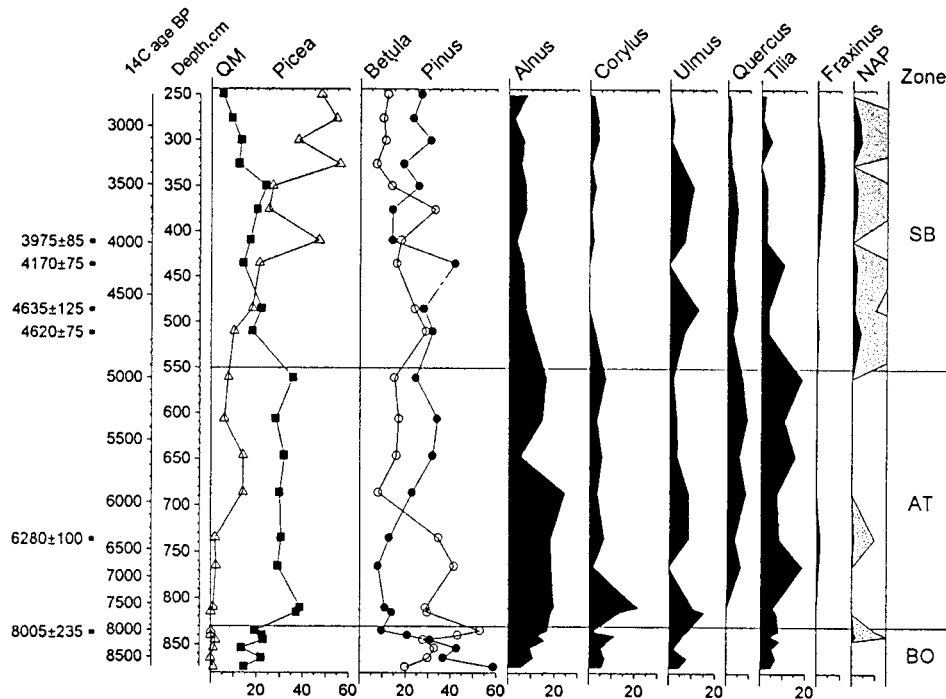 14C age BP
Depth,cm
QM
Picea
Betula
Pinus
Alnus
Corylus
Ulmus
Quercus
Tilia
Fraxinus
NAP
Zone
250
3000
300
3500
350
SB
3975±85
4000
400
4170±75
450
4500
4635±125
500
4620±75
550
5000
600
5500
650
AT
6000
700
6280±100
6500
750
7000
800
7500
8005±235
8000
850
BO
8500
20 40 60 20 40 60 20 20 20 20 20